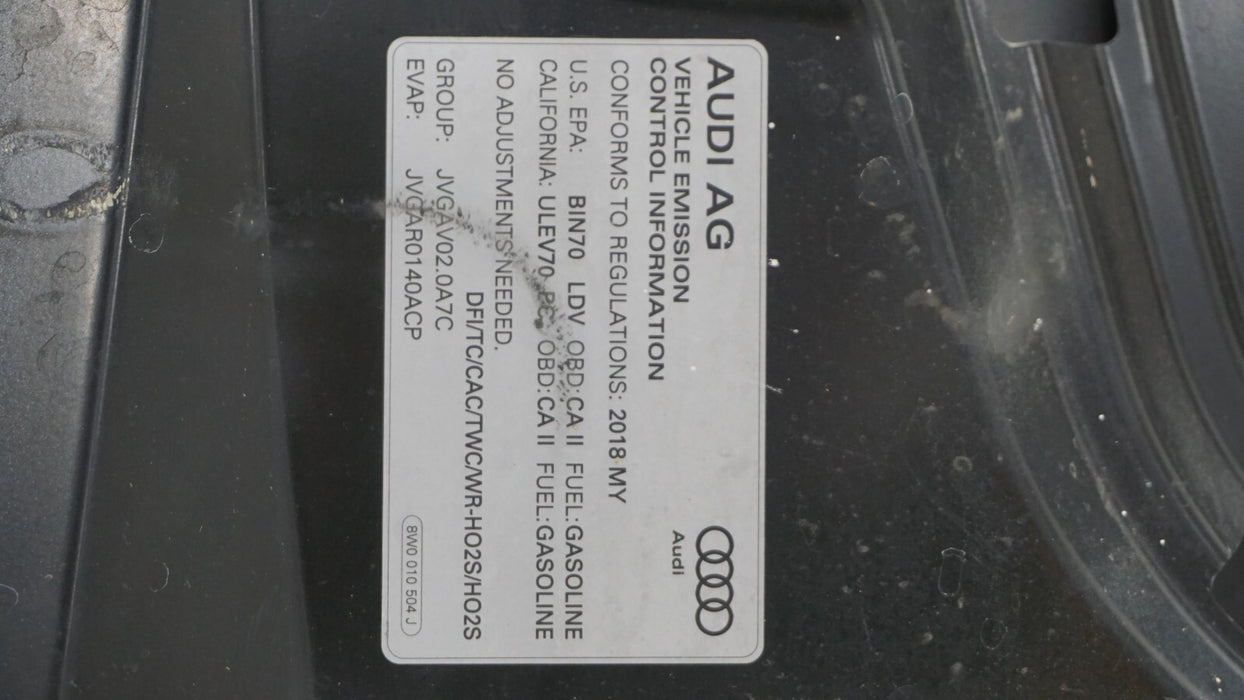 AUDI AG
VEHICLE EMISSION
CONTROL INFORMATION
Audi
CONFORMS TO REGULATIONS: 2018 MY
U.S. EPA: BIN70 LDV OBD:CA II FUEL:GASOLINE
CALIFORNIA: ULEV70 PC OBD:CA II FUEL:GASOLINE
NO ADJUSTMENTS NEEDED.
DFI/TC/CAC/TWC/WR-HO2S/HO2S
GROUP: JVGAV02.0A7C
EVAP: JVGAR0140ACP
8W0 010 504 J